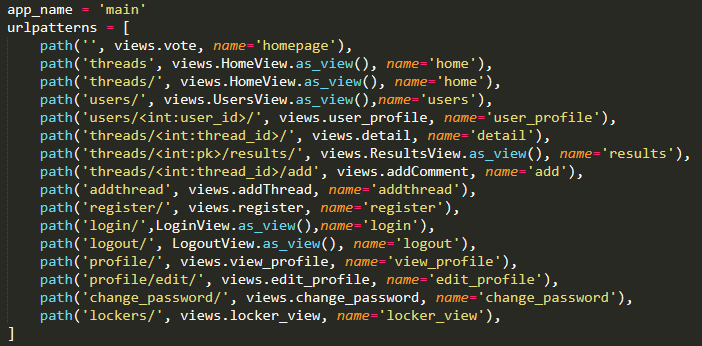 app_name = 'main'
urlpatterns = [
    path('', views.vote, name='homepage'),
    path('threads', views.HomeView.as_view(), name='home'),
    path('threads/', views.HomeView.as_view(), name='home'),
    path('users/', views.UsersView.as_view(),name='users'),
    path('users/<int:user_id>/', views.user_profile, name='user_profile'),
    path('threads/<int:thread_id>/', views.detail, name='detail'),
    path('threads/<int:pk>/results/', views.ResultsView.as_view(), name='results'),
    path('threads/<int:thread_id>/add', views.addComment, name='add'),
    path('addthread', views.addThread, name='addthread'),
    path('register/', views.register, name='register'),
    path('login/',LoginView.as_view(),name='login'),
    path('logout/', LogoutView.as_view(), name='logout'),
    path('profile/', views.view_profile, name='view_profile'),
    path('profile/edit/', views.edit_profile, name='edit_profile'),
    path('change_password/', views.change_password, name='change_password'),
    path('lockers/', views.locker_view, name='locker_view'),
]